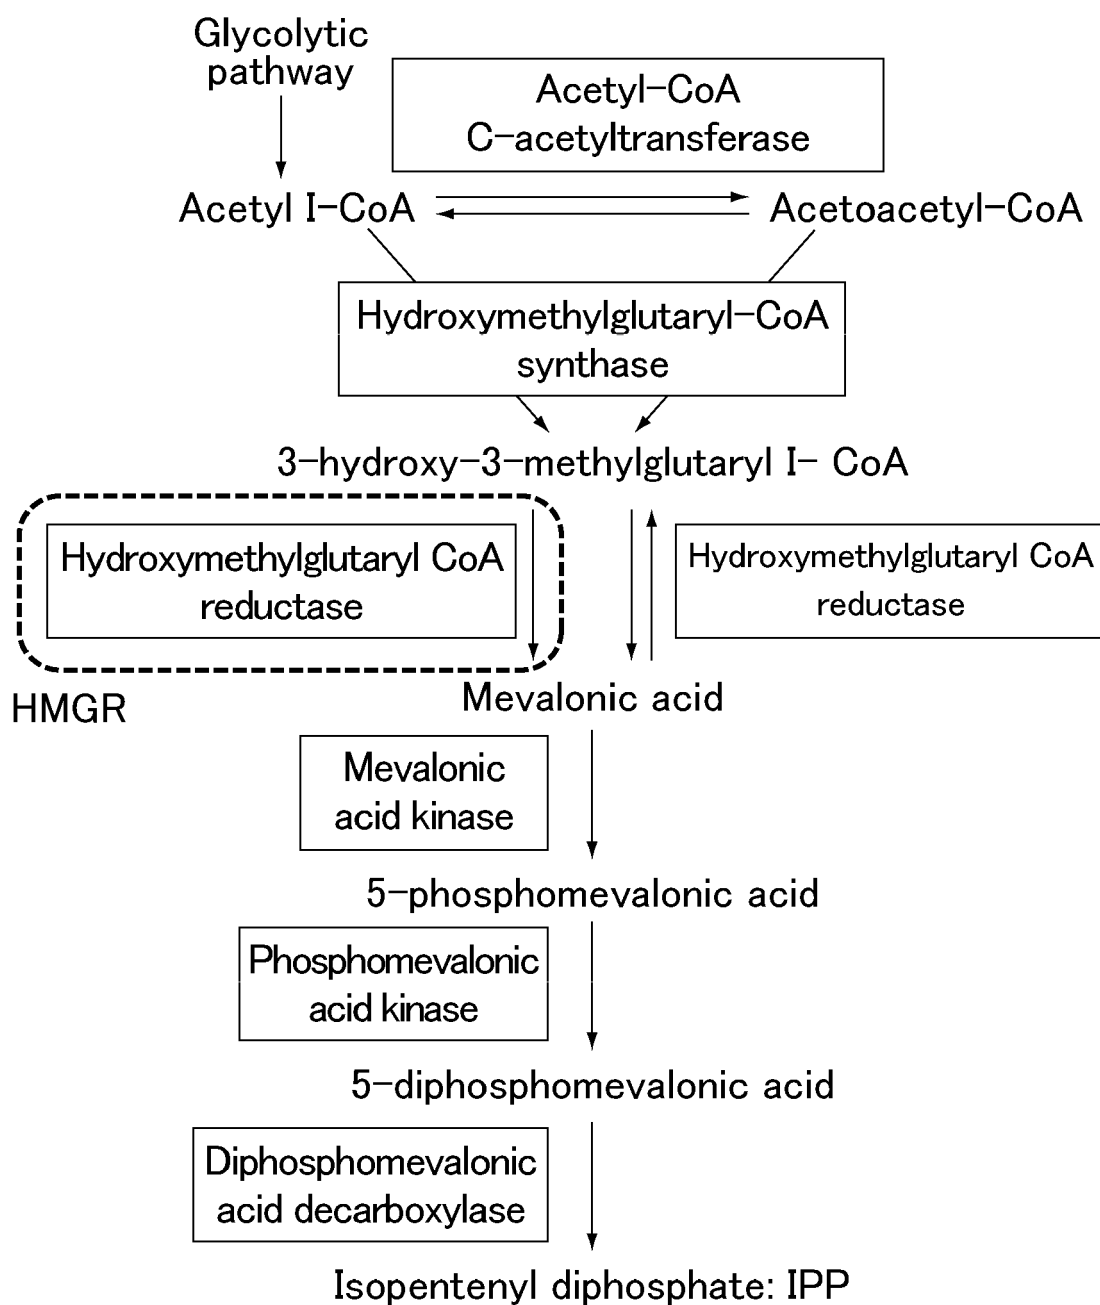 Glycolytic
pathway
Acetyl-CoA
C-acetyltransferase
Acetyl I-CoA
Acetoacetyl-CoA
Hydroxymethylglutaryl-CoA
synthase
3-hydroxy-3-methylglutaryl I- CoA
Hydroxymethylglutaryl CoA
reductase
Hydroxymethylglutaryl CoA
reductase
HMGR
Mevalonic acid
Mevalonic
acid kinase
5-phosphomevalonic acid
Phosphomevalonic
acid kinase
5-diphosphomevalonic acid
Diphosphomevalonic
acid decarboxylase
Isopentenyl diphosphate: IPP